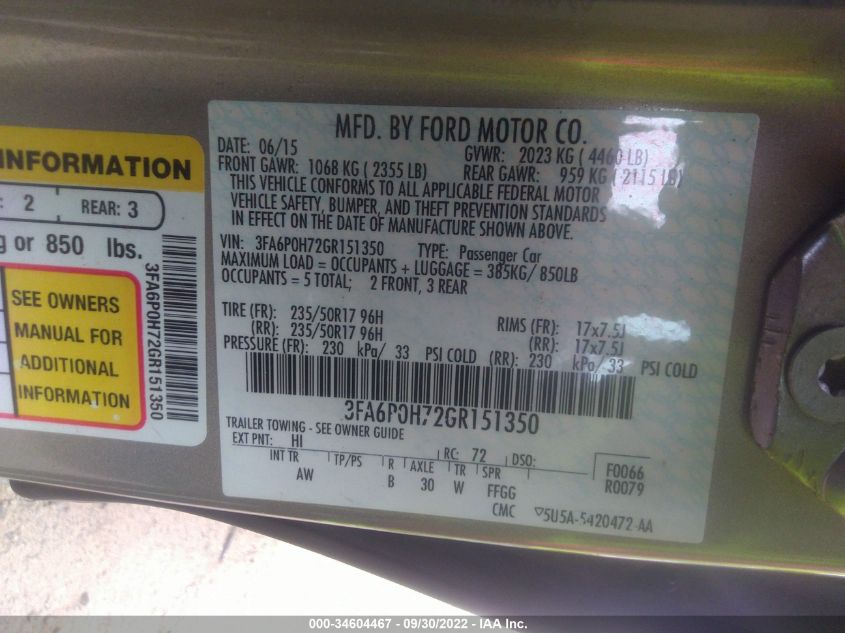 INFORMATION
: 2 REAR: 3
g or 850 lbs.
SEE OWNERS
MANUAL FOR
ADDITIONAL
INFORMATION
3FA6P0H72GR151350
MFD. BY FORD MOTOR CO.
DATE: 06/15 GVWR: 2023 KG ( 4460 LB)
FRONT GAWR: 1068 KG ( 2355 LB) REAR GAWR: 959 KG ( 2115 LB)
THIS VEHICLE CONFORMS TO ALL APPLICABLE FEDERAL MOTOR
VEHICLE SAFETY, BUMPER, AND THEFT PREVENTION STANDARDS
IN EFFECT ON THE DATE OF MANUFACTURE SHOWN ABOVE.
VIN: 3FA6P0H72GR151350 TYPE: Passenger Car
MAXIMUM LOAD = OCCUPANTS + LUGGAGE = 385KG/ 850LB
OCCUPANTS = 5 TOTAL; 2 FRONT, 3 REAR
TIRE (FR): 235/50R17 96H RIMS (FR): 17x7.5J
(RR): 235/50R17 96H (RR): 17x7.5J
PRESSURE (FR): 230 kPa/ 33 PSI COLD (RR): 230 kPa/ 33 PSI COLD
3FA6P0H72GR151350
TRAILER TOWING - SEE OWNER GUIDE
EXT PNT: HI RC: 72 DSO:
INT TR TP/PS R AXLE TR SPR F0066
AW B 30 W FFGG R0079
CMC ▽5U5A-5420472-AA
000-34604467 - 09/30/2022 - IAA Inc.